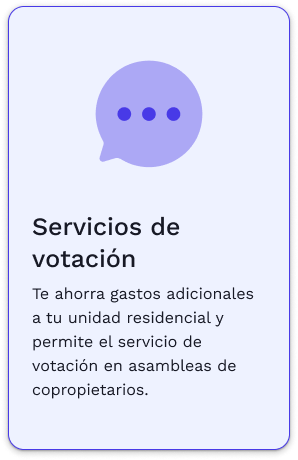 Servicios de
votación
Te ahorra gastos adicionales
a tu unidad residencial y
permite el servicio de
votación en asambleas de
copropietarios.